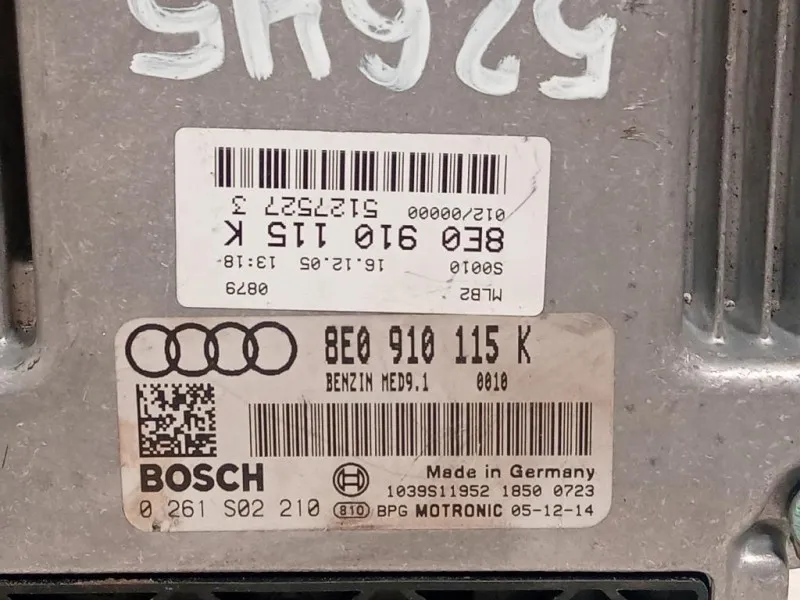 52645
MLB2 0879
S0010 16.12.05 13:18
8E0 910 115 K
012/00000 5127527 3
8E0 910 115 K
BENZIN MED9.1 0010
BOSCH
Made in Germany
1039S11952 1850 0723
0 261 S02 210 810 BPG MOTRONIC 05-12-14